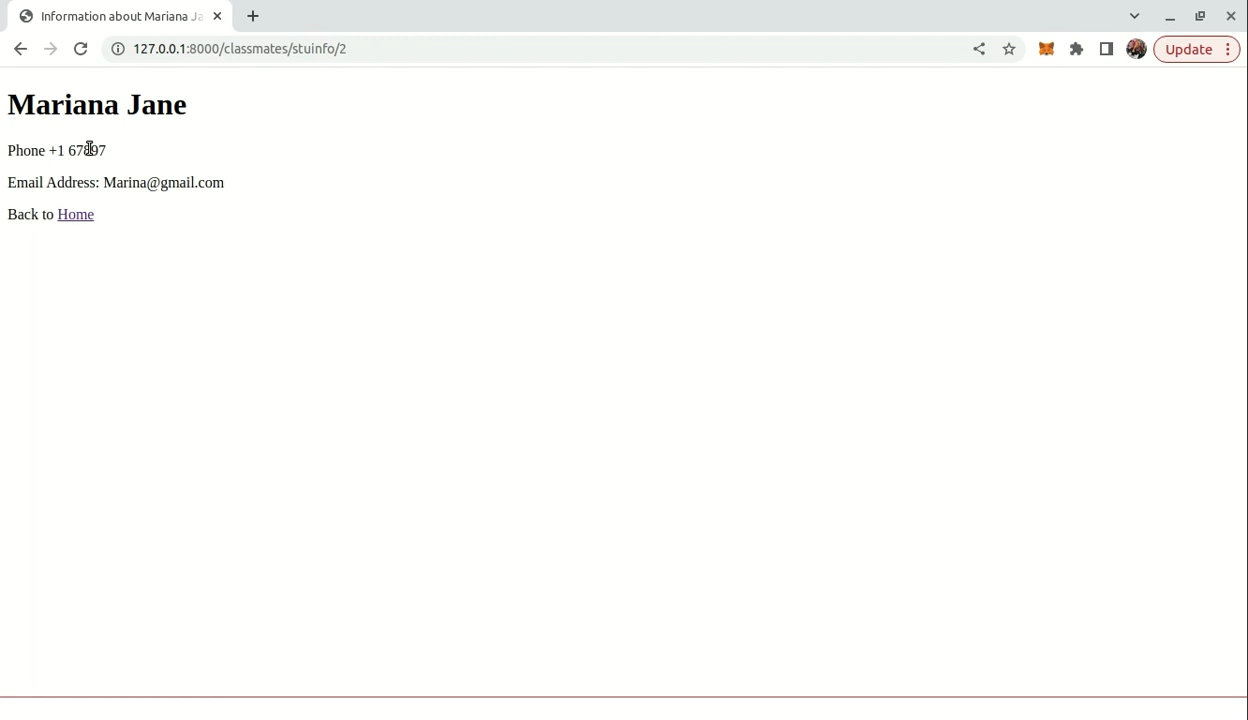 Information about Mariana Ja
127.0.0.1:8000/classmates/stuinfo/2
Update
Mariana Jane
Phone +1 67897
Email Address: Marina@gmail.com
Back to Home